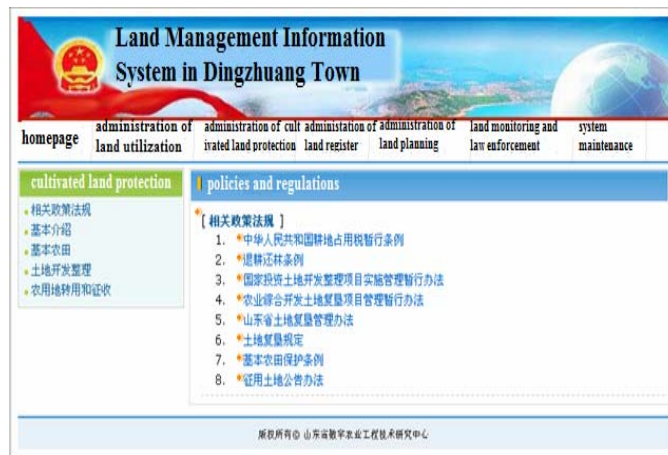 Land Management Information
System in Dingzhuang Town
homepage
administration of
land utilization
administration of cult
ivated land protection
administation of
land register
administration of
land planning
land monitoring and
law enforcement
system
maintenance
cultivated land protection
相关政策法规
基本介绍
基本农田
土地开发整理
农用地转用和征收
policies and regulations
[ 相关政策法规 ]
1. 中华人民共和国耕地占用税暂行条例
2. 退耕还林条例
3. 国家投资土地开发整理项目实施管理暂行办法
4. 农业综合开发土地复垦项目管理暂行办法
5. 山东省土地复垦管理办法
6. 土地复垦规定
7. 基本农田保护条例
8. 征用土地公告办法
版权所有© 山东省数字农业工程技术研究中心